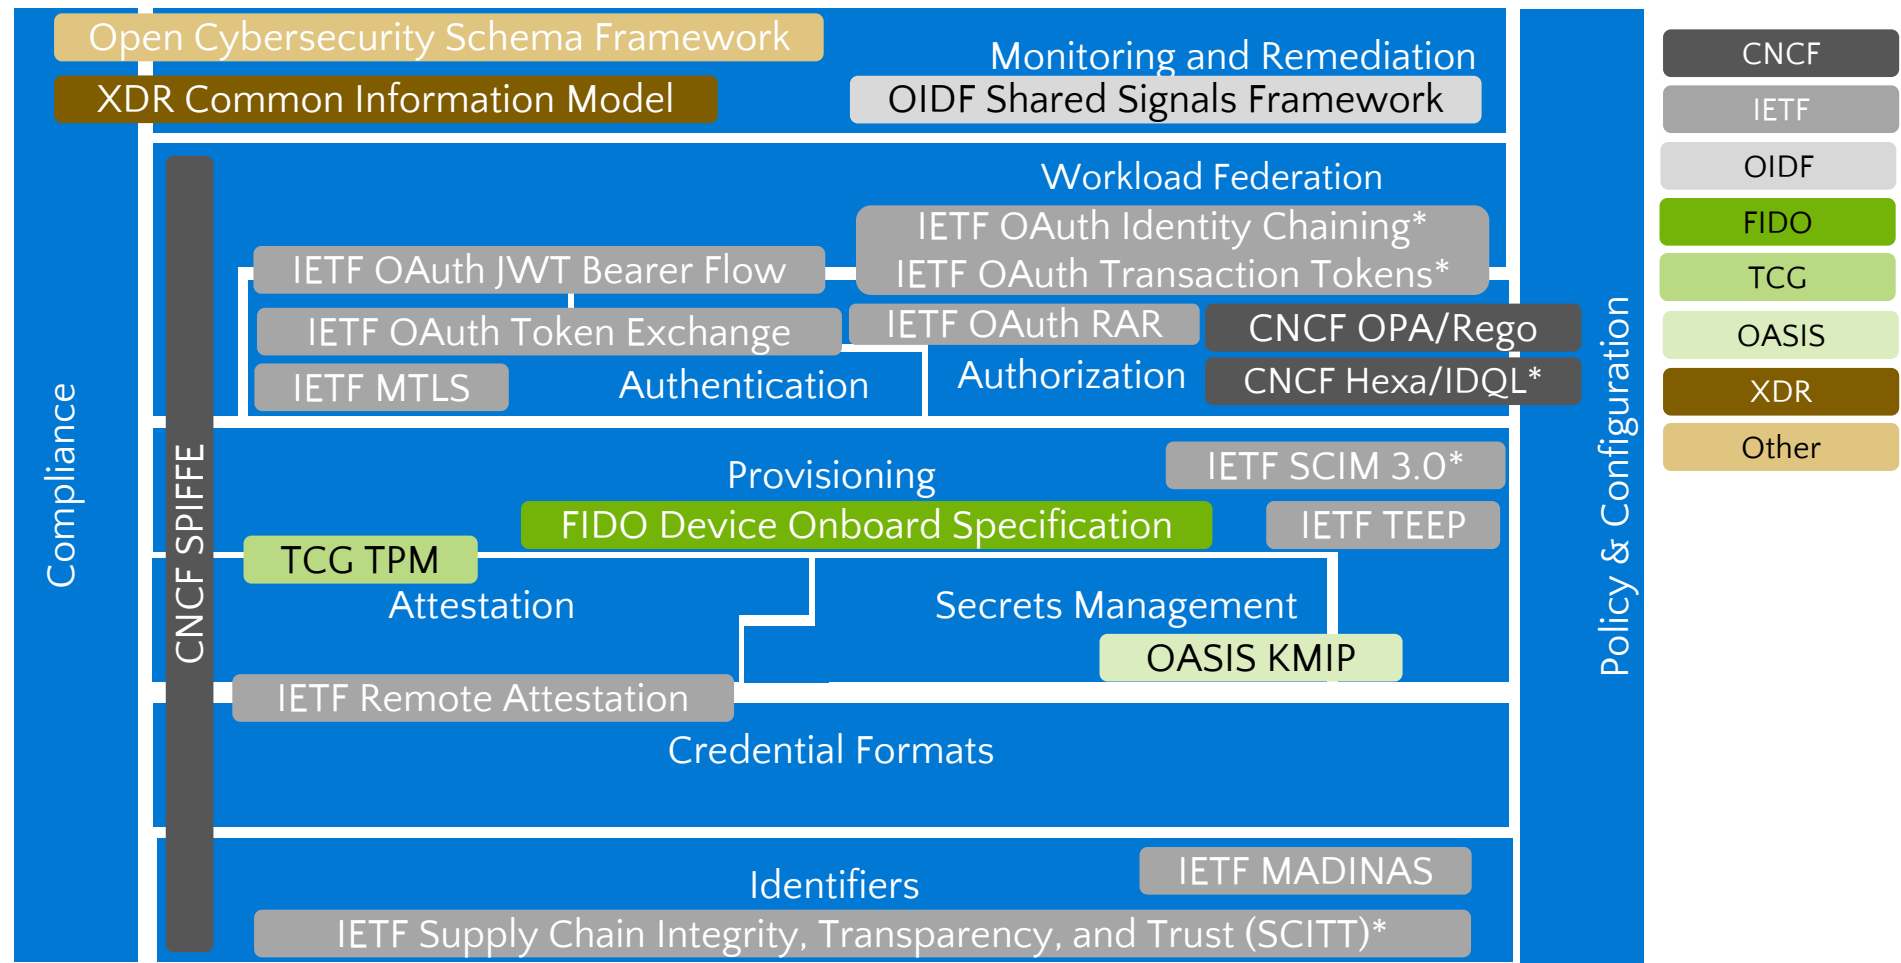 Open Cybersecurity Schema Framework
Monitoring and Remediation
XDR Common Information Model
OIDF Shared Signals Framework
Workload Federation
IETF OAuth Identity Chaining*
IETF OAuth Transaction Tokens*
IETF OAuth JWT Bearer Flow
IETF OAuth Token Exchange
IETF OAuth RAR
CNCF OPA/Rego
IETF MTLS
Authentication
Authorization
CNCF Hexa/IDQL*
Compliance
CNCF SPIFFE
Provisioning
IETF SCIM 3.0*
FIDO Device Onboard Specification
IETF TEEP
TCG TPM
Attestation
Secrets Management
OASIS KMIP
IETF Remote Attestation
Credential Formats
Identifiers
IETF MADINAS
IETF Supply Chain Integrity, Transparency, and Trust (SCITT)*
Policy & Configuration
CNCF
IETF
OIDF
FIDO
TCG
OASIS
XDR
Other